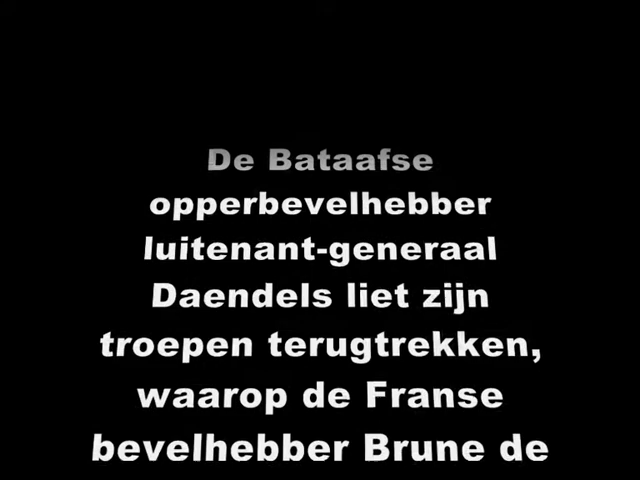 De Bataafse
opperbevelhebber
luitenant-generaal
Daendels liet zijn
troepen terugtrekken,
waarop de Franse
bevelhebber Brune de